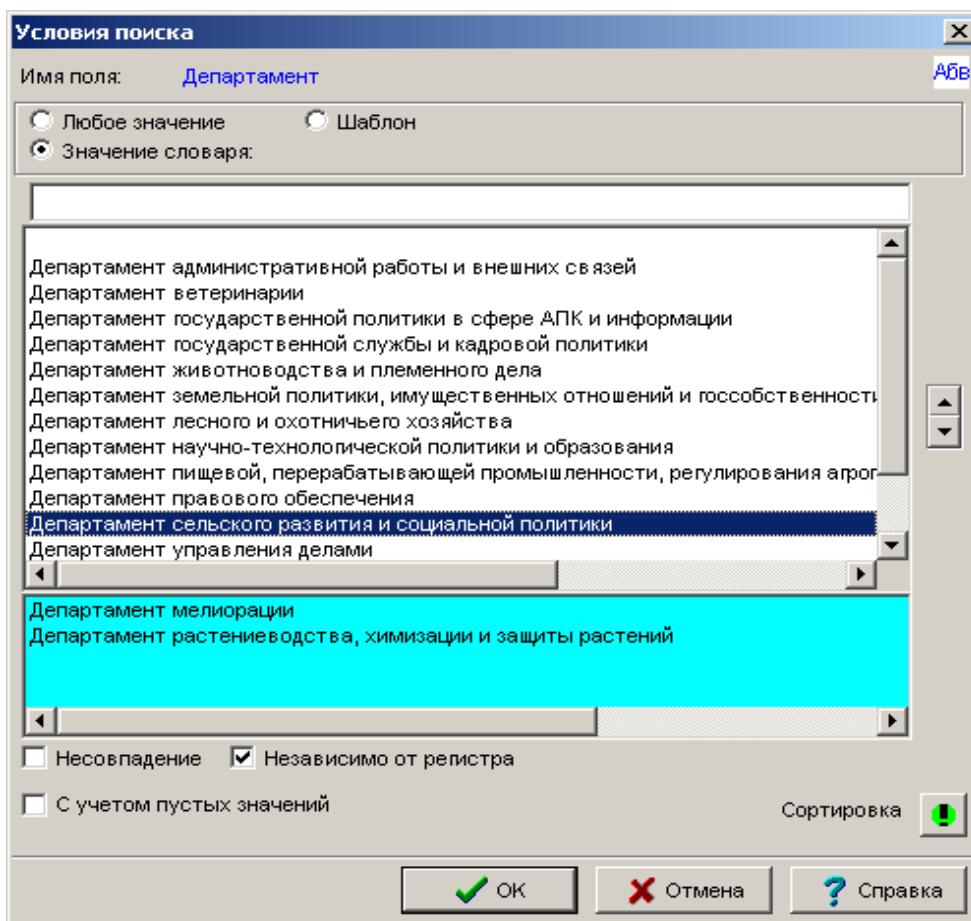 Условия поиска
Имя поля: Департамент Абв
Любое значение Шаблон
Значение словаря:
Департамент административной работы и внешних связей
Департамент ветеринарии
Департамент государственной политики в сфере АПК и информации
Департамент государственной службы и кадровой политики
Департамент животноводства и племенного дела
Департамент земельной политики, имущественных отношений и госсобственности
Департамент лесного и охотничьего хозяйства
Департамент научно-технологической политики и образования
Департамент пищевой, перерабатывающей промышленности, регулирования
Департамент правового обеспечения
Департамент сельского развития и социальной политики
Департамент управления делами
Департамент мелиорации
Департамент растениеводства, химизации и защиты растений
Несовпадение Независимо от регистра
С учетом пустых значений
Сортировка
ОК Отмена Справка